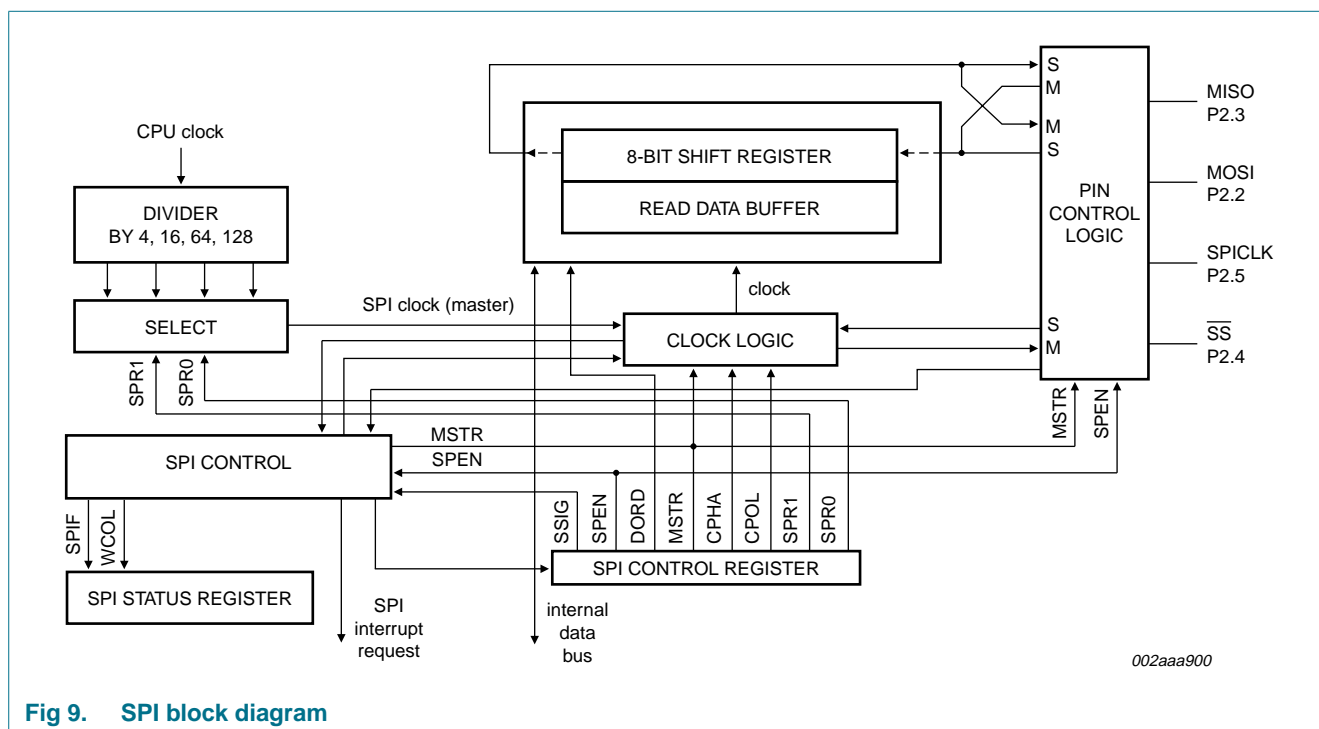 CPU clock
DIVIDER
BY 4, 16, 64, 128
SELECT
SPR1
SPR0
SPI clock (master)
8-BIT SHIFT REGISTER
READ DATA BUFFER
clock
CLOCK LOGIC
S
M
M
S
S
M
PIN
CONTROL
LOGIC
MISO
P2.3
MOSI
P2.2
SPICLK
P2.5
SS
P2.4
MSTR
SPEN
SPI CONTROL
MSTR
SPEN
SPIF
WCOL
SPI STATUS REGISTER
SPI
interrupt
request
SSIG
SPEN
DORD
MSTR
CPHA
CPOL
SPR1
SPR0
SPI CONTROL REGISTER
internal
data
bus
002aaa900
Fig 9. SPI block diagram